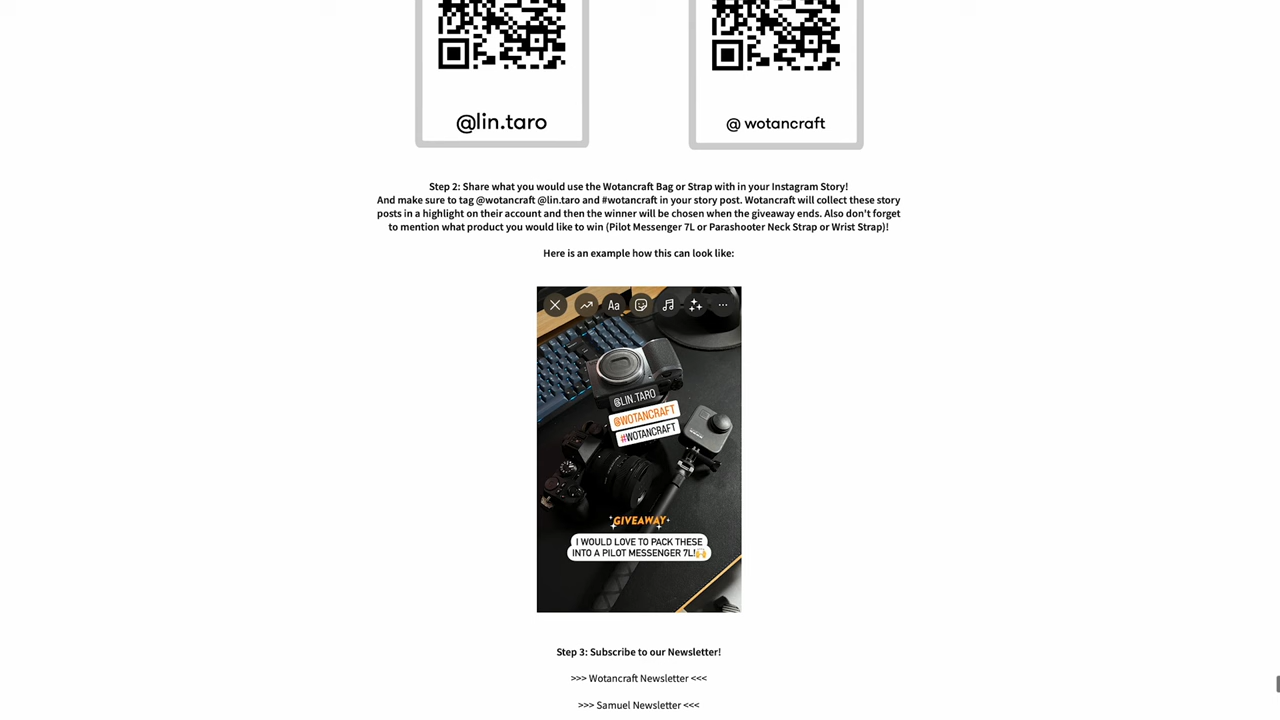 @lin.taro
@ wotancraft
Step 2: Share what you would use the Wotancraft Bag or Strap with in your Instagram Story!
And make sure to tag @wotancraft @lin.taro and #wotancraft in your story post. Wotancraft will collect these story
posts in a highlight on their account and then the winner will be chosen when the giveaway ends. Also don't forget
to mention what product you would like to win (Pilot Messenger 7L or Parashooter Neck Strap or Wrist Strap)!
Here is an example how this can look like:
Aa
@LIN.TARO
@WOTANCRAFT
#WOTANCRAFT
GIVEAWAY
I WOULD LOVE TO PACK THESE
INTO A PILOT MESSENGER 7L!🙌
Step 3: Subscribe to our Newsletter!
>>> Wotancraft Newsletter <<<
>>> Samuel Newsletter <<<